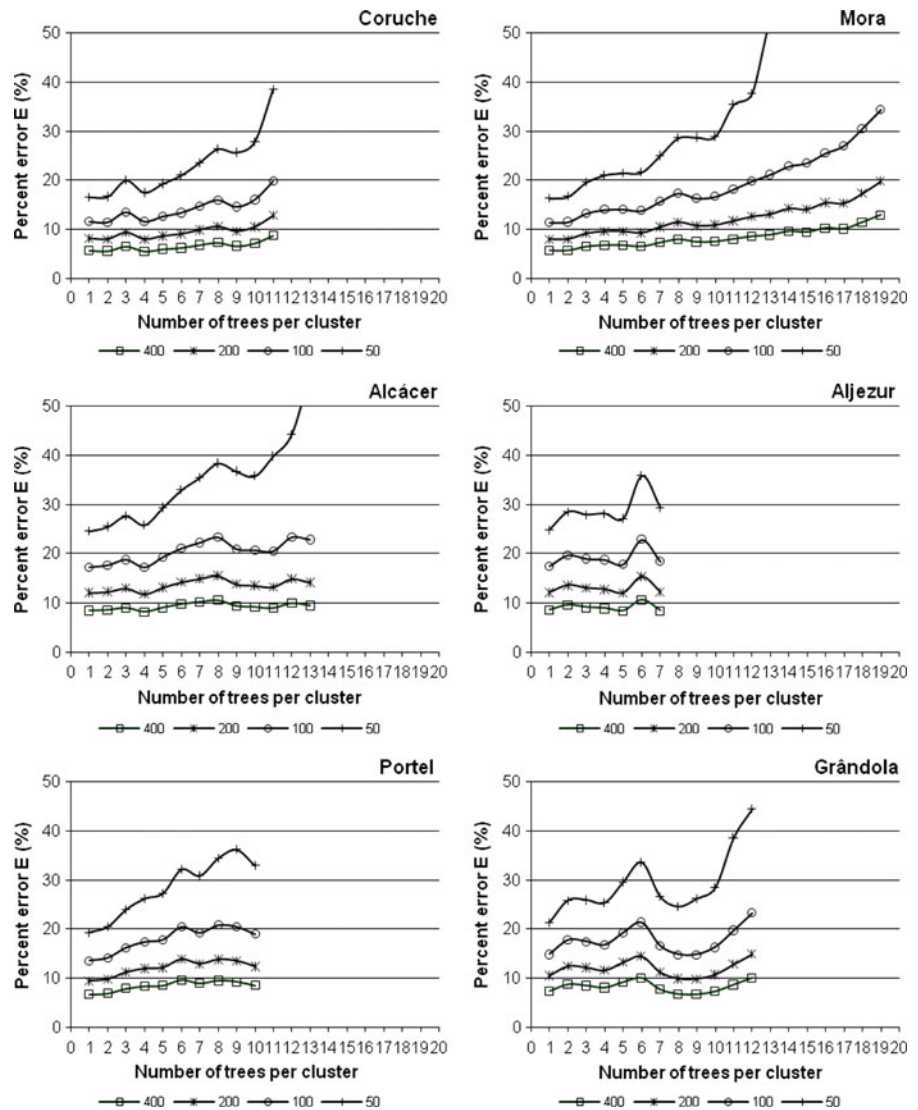 Coruche
Percent error E (%)
50
40
30
20
10
0
0 1 2 3 4 5 6 7 8 9 10 11 12 13 14 15 16 17 18 19 20
Number of trees per cluster
400 200 100 50
Mora
Percent error E (%)
50
40
30
20
10
0
0 1 2 3 4 5 6 7 8 9 10 11 12 13 14 15 16 17 18 19 20
Number of trees per cluster
400 200 100 50
Alcácer
Percent error E (%)
50
40
30
20
10
0
0 1 2 3 4 5 6 7 8 9 10 11 12 13 14 15 16 17 18 19 20
Number of trees per cluster
400 200 100 50
Aljezur
Percent error E (%)
50
40
30
20
10
0
0 1 2 3 4 5 6 7 8 9 10 11 12 13 14 15 16 17 18 19 20
Number of trees per cluster
400 200 100 50
Portel
Percent error E (%)
50
40
30
20
10
0
0 1 2 3 4 5 6 7 8 9 10 11 12 13 14 15 16 17 18 19 20
Number of trees per cluster
400 200 100 50
Grândola
Percent error E (%)
50
40
30
20
10
0
0 1 2 3 4 5 6 7 8 9 10 11 12 13 14 15 16 17 18 19 20
Number of trees per cluster
400 200 100 50